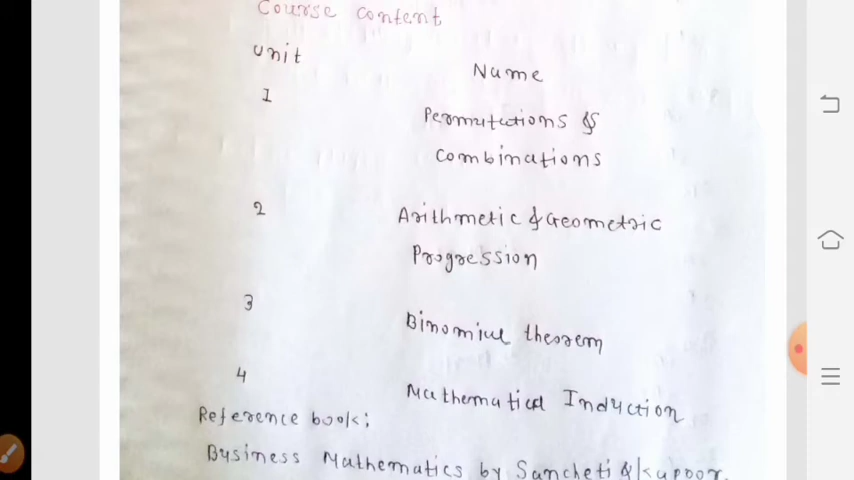 Course content
Unit Name
1 Permutations &
Combinations
2 Arithmetic & Geometric
Progression
3 Binomial theorem
4 Mathematical Induction
Reference book;
Business Mathematics by Sancheti & Kapoor.